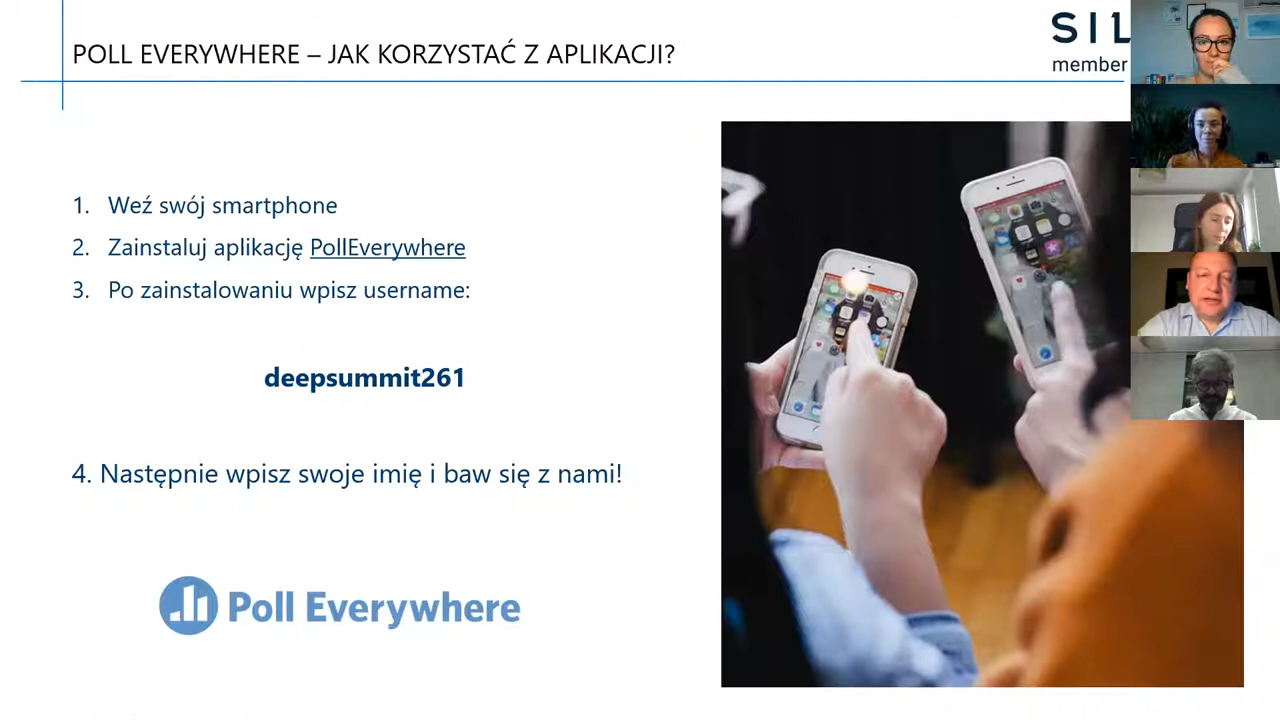 POLL EVERYWHERE – JAK KORZYSTAĆ Z APLIKACJI?
SIL
member
1. Weź swój smartphone
2. Zainstaluj aplikację PollEverywhere
3. Po zainstalowaniu wpisz username:
deepsummit261
4. Następnie wpisz swoje imię i baw się z nami!
Poll Everywhere